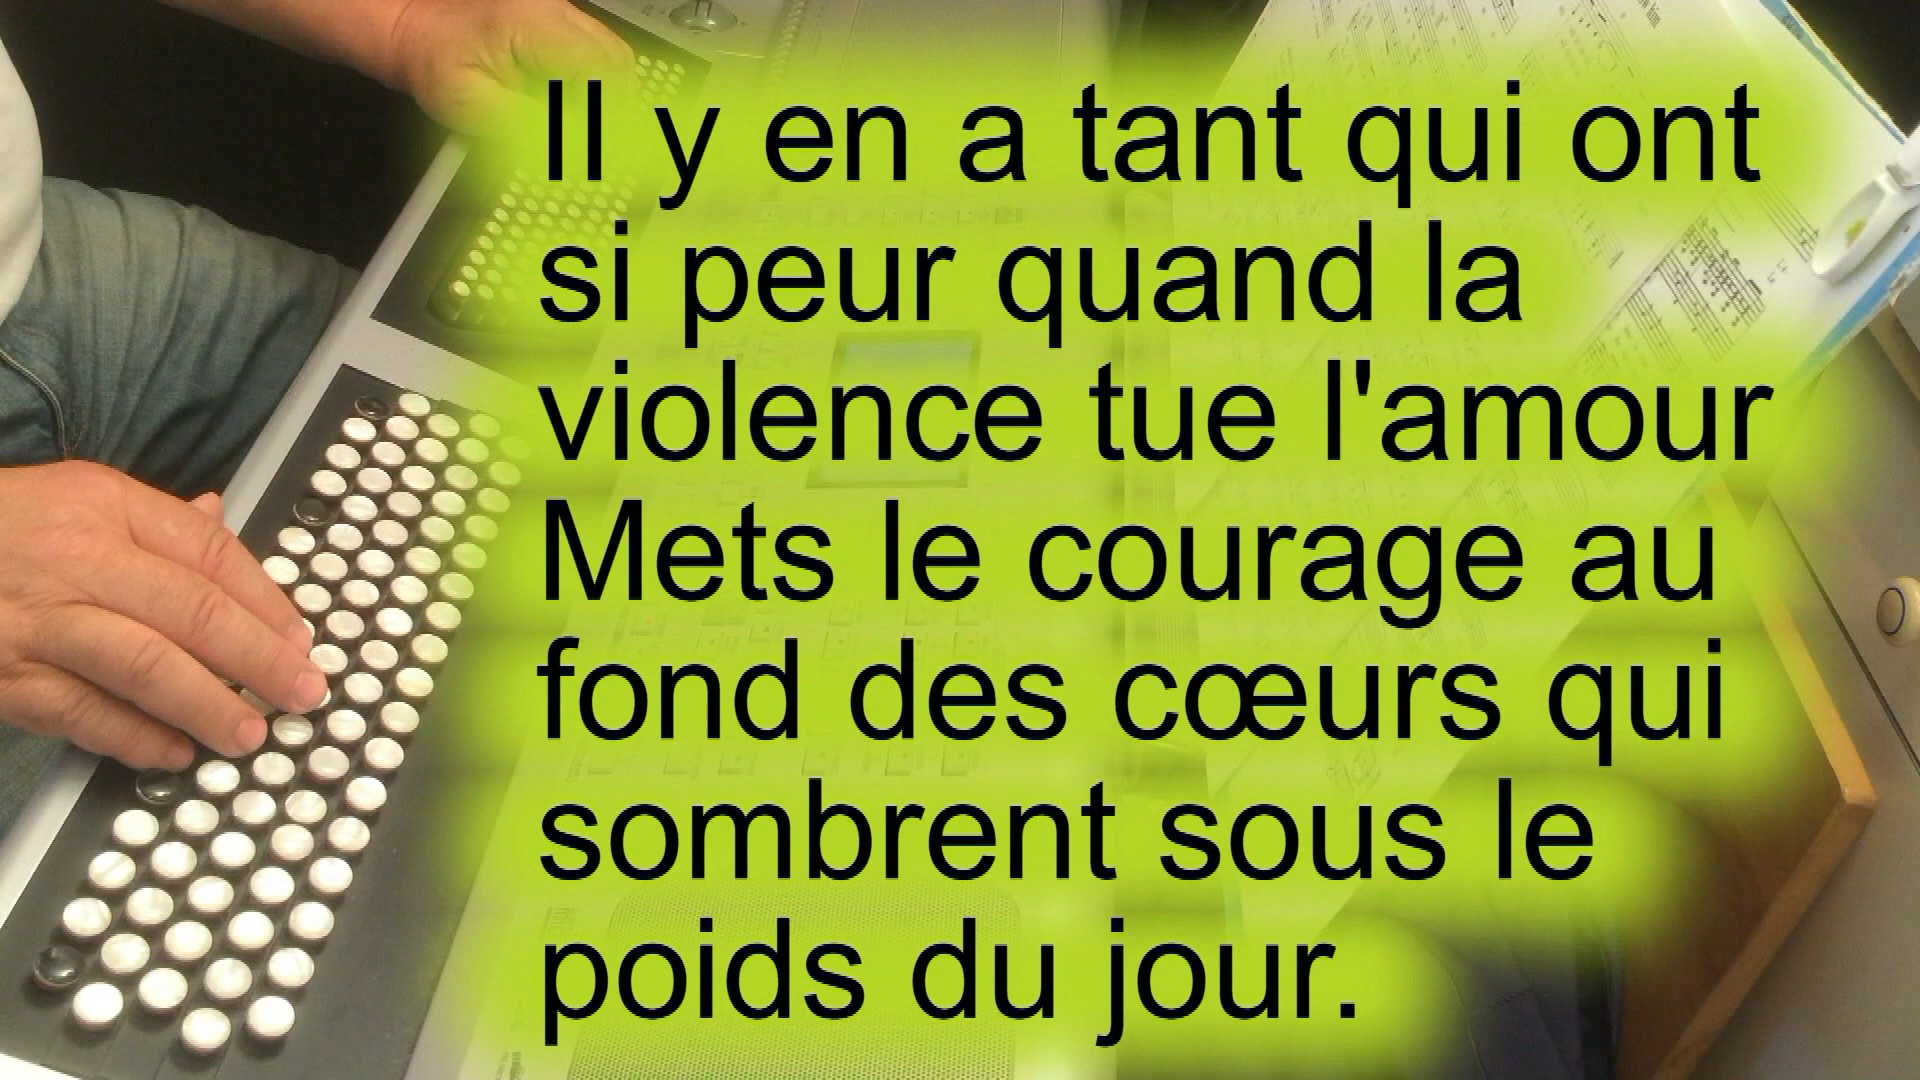 Il y en a tant qui ont
si peur quand la
violence tue l'amour
Mets le courage au
fond des cœurs qui
sombrent sous le
poids du jour.